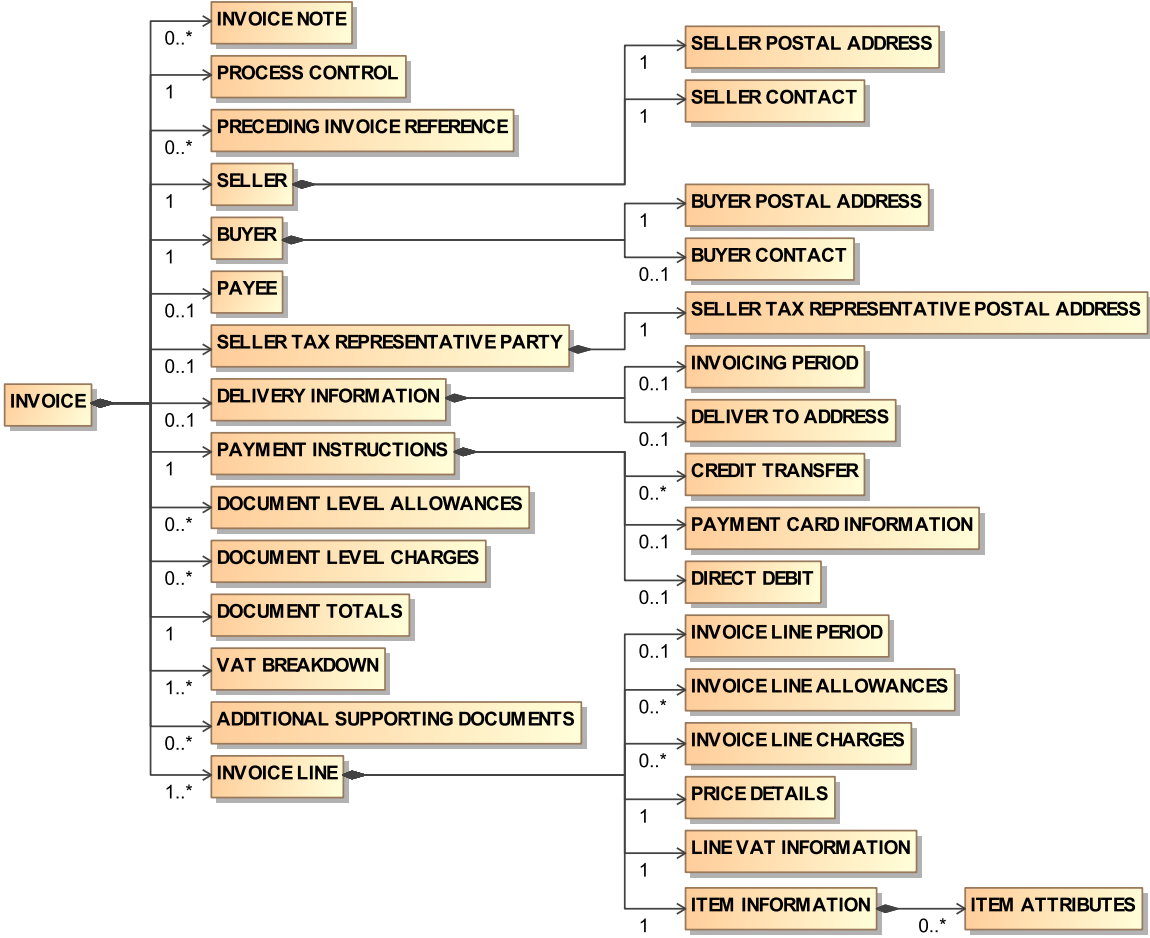 INVOICE
INVOICE NOTE
0..*
PROCESS CONTROL
1
PRECEDING INVOICE REFERENCE
0..*
SELLER
1
BUYER
1
PAYEE
0..1
SELLER TAX REPRESENTATIVE PARTY
0..1
DELIVERY INFORMATION
0..1
PAYMENT INSTRUCTIONS
1
DOCUMENT LEVEL ALLOWANCES
0..*
DOCUMENT LEVEL CHARGES
0..*
DOCUMENT TOTALS
1
VAT BREAKDOWN
1..*
ADDITIONAL SUPPORTING DOCUMENTS
0..*
INVOICE LINE
1..*
SELLER POSTAL ADDRESS
1
SELLER CONTACT
1
BUYER POSTAL ADDRESS
1
BUYER CONTACT
0..1
SELLER TAX REPRESENTATIVE POSTAL ADDRESS
1
INVOICING PERIOD
0..1
DELIVER TO ADDRESS
0..1
CREDIT TRANSFER
0..*
PAYMENT CARD INFORMATION
0..1
DIRECT DEBIT
0..1
INVOICE LINE PERIOD
0..1
INVOICE LINE ALLOWANCES
0..*
INVOICE LINE CHARGES
0..*
PRICE DETAILS
1
LINE VAT INFORMATION
1
ITEM INFORMATION
1
ITEM ATTRIBUTES
0..*